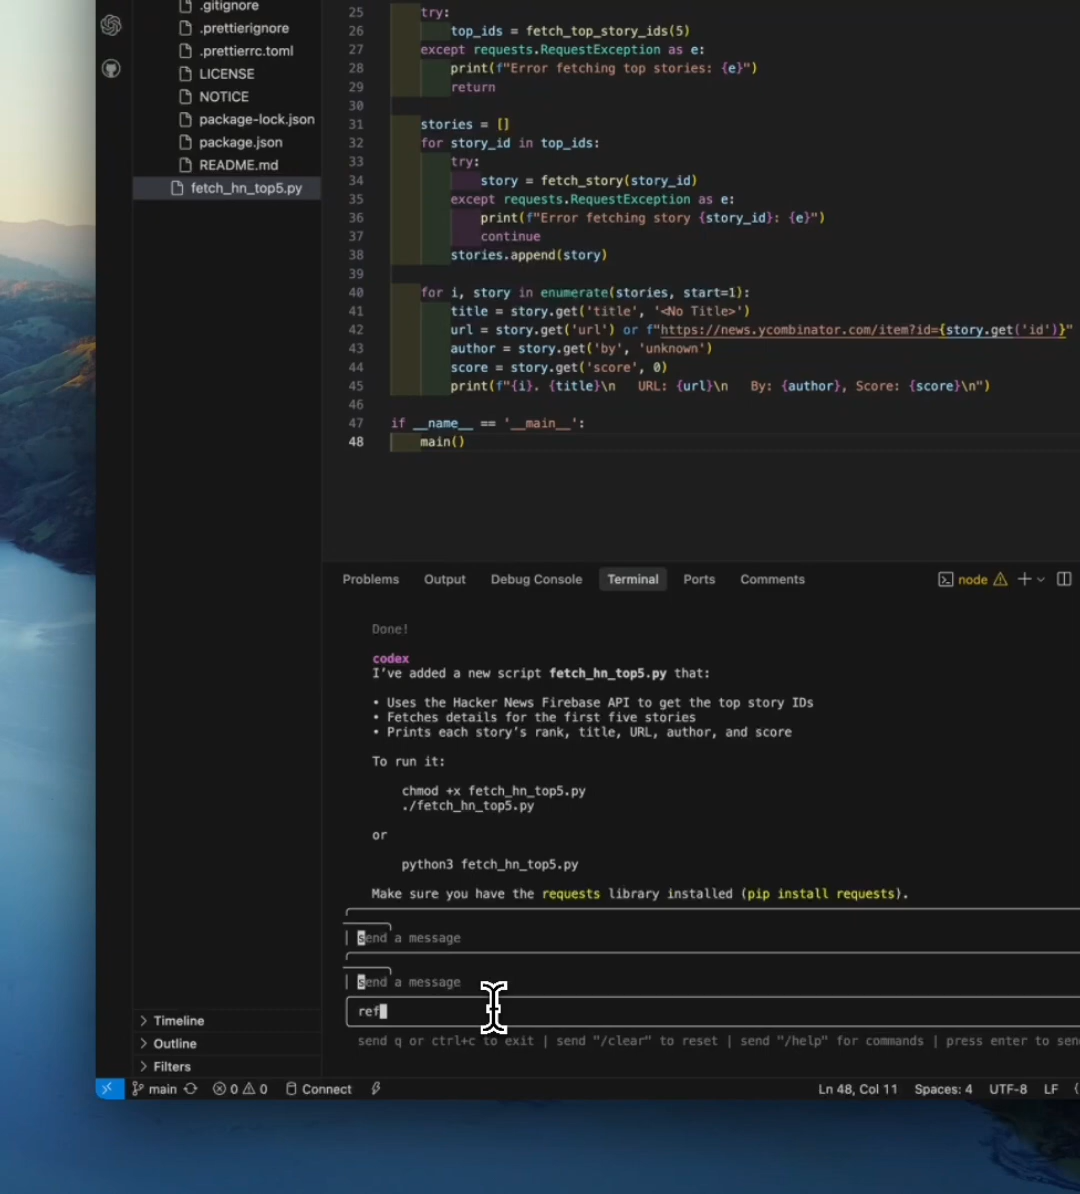 .gitignore
.prettierignore
.prettierrc.toml
LICENSE
NOTICE
package-lock.json
package.json
README.md
fetch_hn_top5.py
Timeline
Outline
Filters
25 try:
26 top_ids = fetch_top_story_ids(5)
27 except requests.RequestException as e:
28 print(f"Error fetching top stories: {e}")
29 return
30
31 stories = []
32 for story_id in top_ids:
33 try:
34 story = fetch_story(story_id)
35 except requests.RequestException as e:
36 print(f"Error fetching story {story_id}: {e}")
37 continue
38 stories.append(story)
39
40 for i, story in enumerate(stories, start=1):
41 title = story.get('title', '<No Title>')
42 url = story.get('url') or f"https://news.ycombinator.com/item?id={story.get('id')}"
43 author = story.get('by', 'unknown')
44 score = story.get('score', 0)
45 print(f"{i}. {title}\n   URL: {url}\n   By: {author}, Score: {score}\n")
46
47 if __name__ == '__main__':
48 main()
Problems Output Debug Console Terminal Ports Comments node
Done!
codex
I’ve added a new script fetch_hn_top5.py that:
• Uses the Hacker News Firebase API to get the top story IDs
• Fetches details for the first five stories
• Prints each story’s rank, title, URL, author, and score
To run it:
chmod +x fetch_hn_top5.py
./fetch_hn_top5.py
or
python3 fetch_hn_top5.py
Make sure you have the requests library installed (pip install requests).
send a message
send a message
ref
send q or ctrl+c to exit | send "/clear" to reset | send "/help" for commands | press enter to sen
main 0 0 Connect Ln 48, Col 11 Spaces: 4 UTF-8 LF {